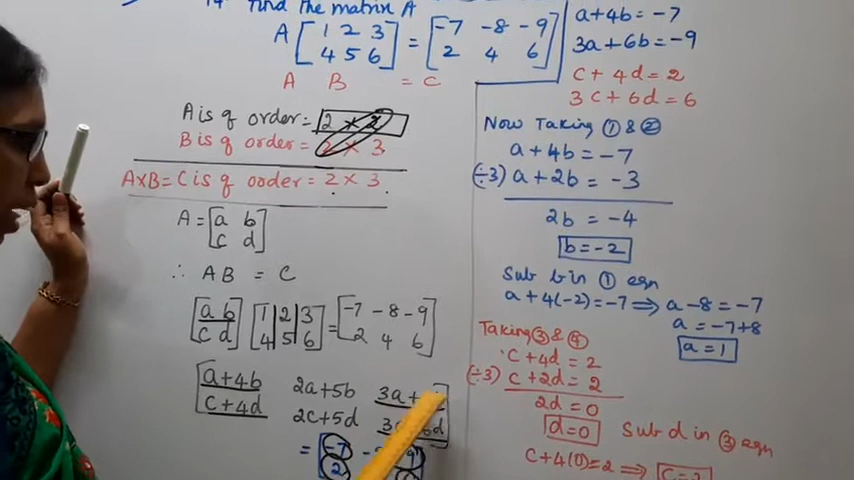 14 Find the matrix A
A [1 2 3 4 5 6] = [-7 -8 -9 2 4 6]
A B = C
A is of order = 2 × 2
B is of order = 2 × 3
A×B = C is of order = 2 × 3.
A = [a b c d]
∴ AB = C
[a b c d] [1 2 3 4 5 6] = [-7 -8 -9 2 4 6]
a+4b 2a+5b 3a+
c+4d 2c+5d 3 6d
= -7 - 9
2
a+4b = -7
3a+6b = -9
c + 4d = 2
3c + 6d = 6
Now Taking ① & ②
a + 4b = -7
(÷3) a + 2b = -3
2b = -4
b = -2
Sub b in ① eqn
a + 4(-2) = -7 ⇒ a - 8 = -7
a = -7+8
a = 1
Taking ③ & ④
c + 4d = 2
(÷3) c + 2d = 2
2d = 0
d = 0 Sub d in ③ eqn
c + 4(0) = 2 ⇒ c = 2